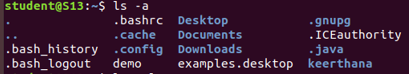 student@S13:~$ ls -a
. .bashrc Desktop .gnupg
.. .cache Documents .ICEauthority
.bash_history .config Downloads .java
.bash_logout demo examples.desktop keerthana